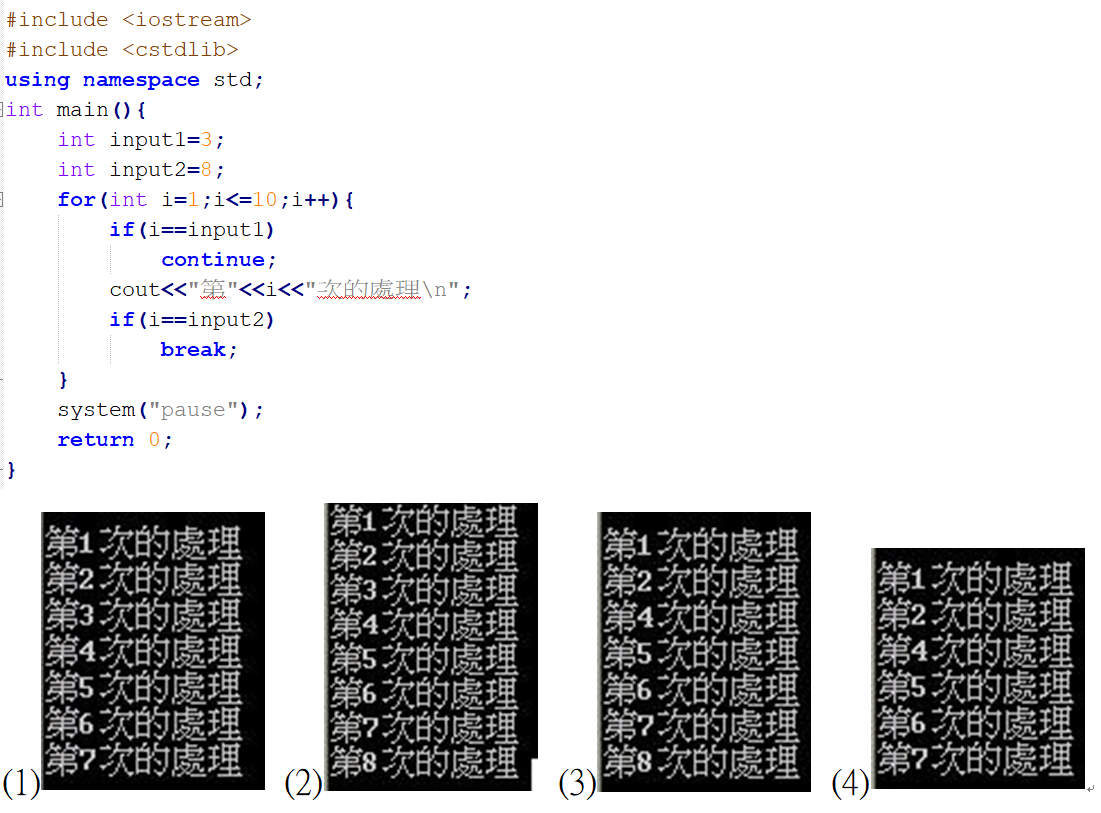 #include <iostream>
#include <cstdlib>
using namespace std;
int main(){
    int input1=3;
    int input2=8;
    for(int i=1;i<=10;i++){
        if(i==input1)
            continue;
        cout<<"第"<<i<<"次的處理\n";
        if(i==input2)
            break;
    }
    system("pause");
    return 0;
}
(1)
第1次的處理
第2次的處理
第3次的處理
第4次的處理
第5次的處理
第6次的處理
第7次的處理
(2)
第1次的處理
第2次的處理
第3次的處理
第4次的處理
第5次的處理
第6次的處理
第7次的處理
第8次的處理
(3)
第1次的處理
第2次的處理
第4次的處理
第5次的處理
第6次的處理
第7次的處理
第8次的處理
(4)
第1次的處理
第2次的處理
第4次的處理
第5次的處理
第6次的處理
第7次的處理